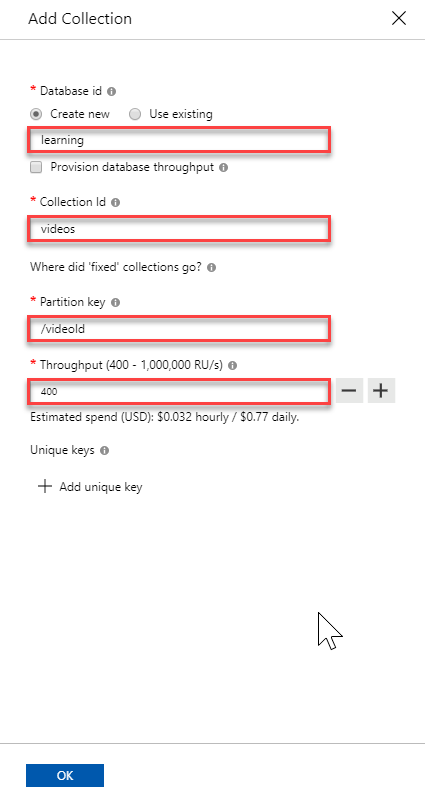 Add Collection
* Database id
Create new Use existing
learning
Provision database throughput
* Collection Id
videos
Where did 'fixed' collections go?
* Partition key
/videoId
* Throughput (400 - 1,000,000 RU/s)
400
Estimated spend (USD): $0.032 hourly / $0.77 daily.
Unique keys
Add unique key
OK